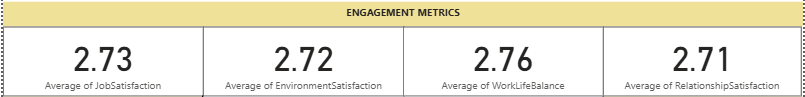 ENGAGEMENT METRICS
2.73 2.72 2.76 2.71
Average of JobSatisfaction Average of EnvironmentSatisfaction Average of WorkLifeBalance Average of RelationshipSatisfaction